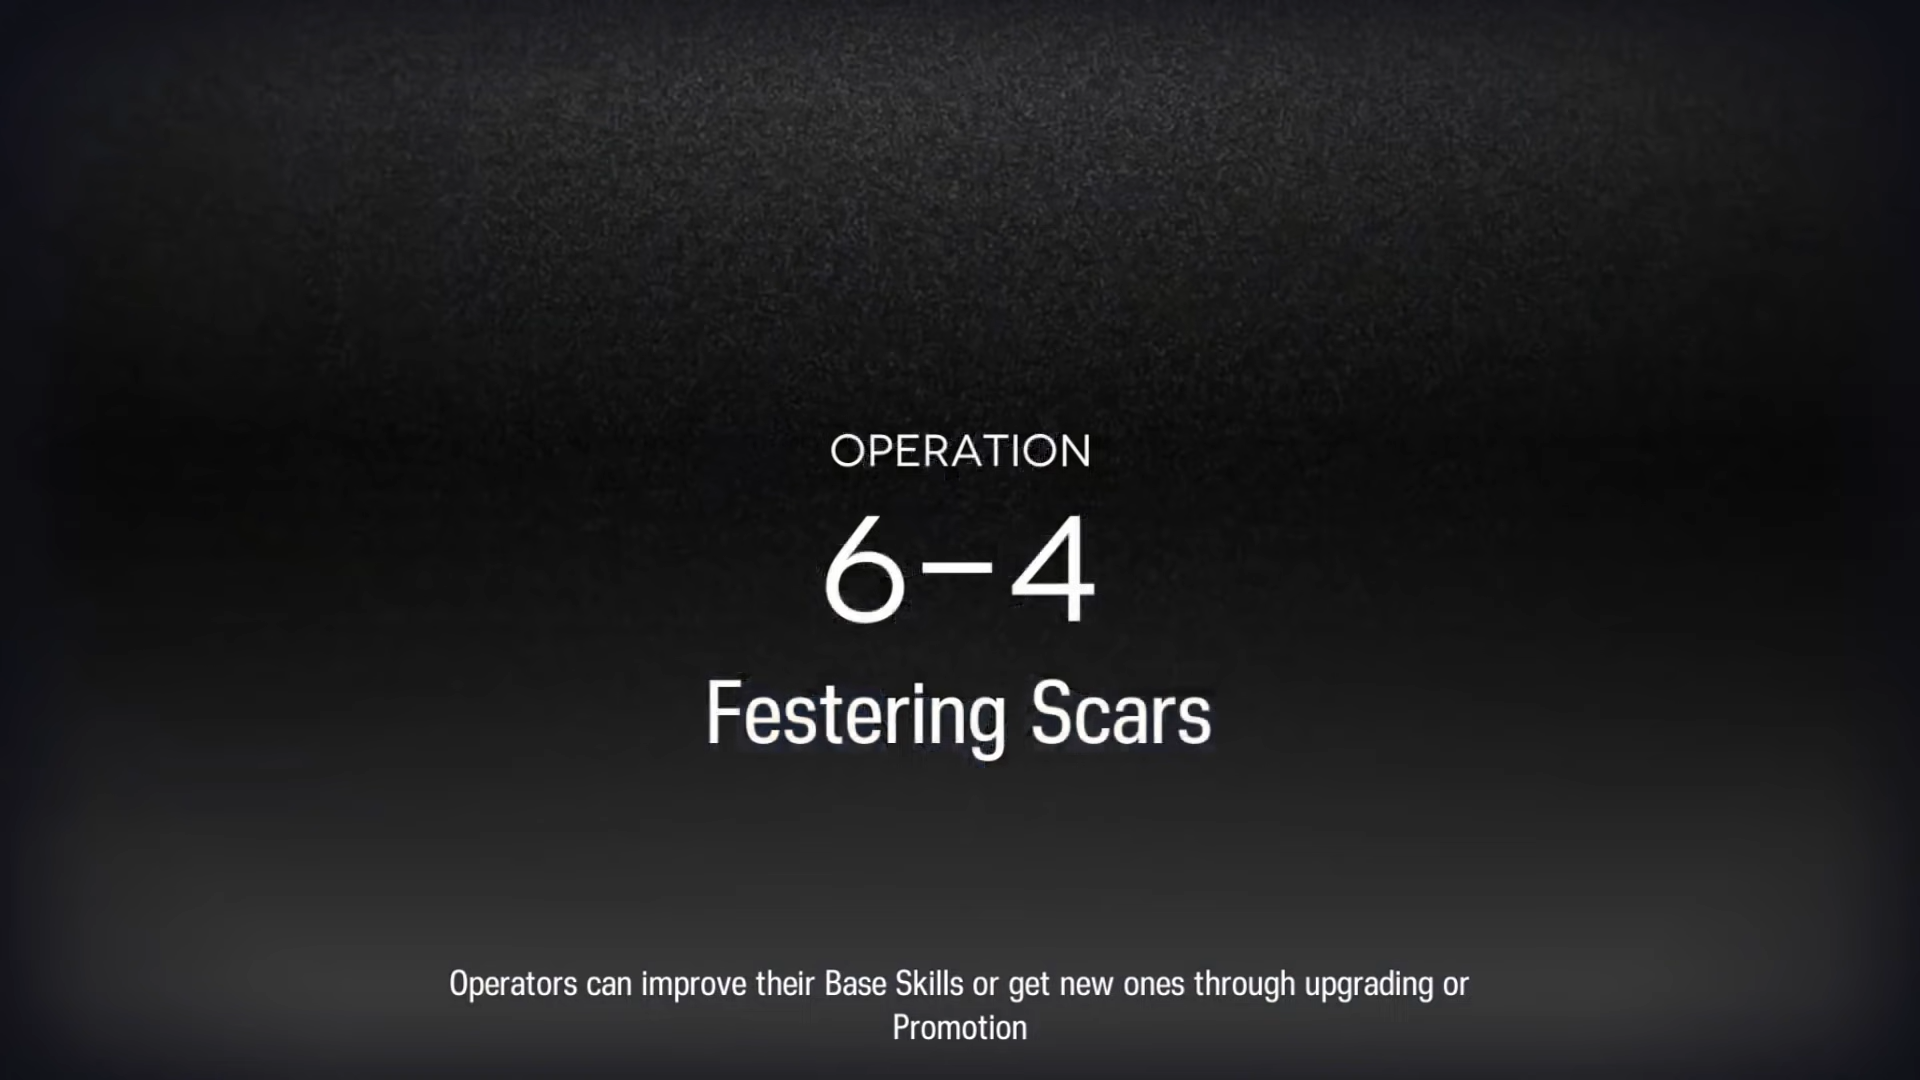 OPERATION
6-4
Festering Scars
Operators can improve their Base Skills or get new ones through upgrading or
Promotion